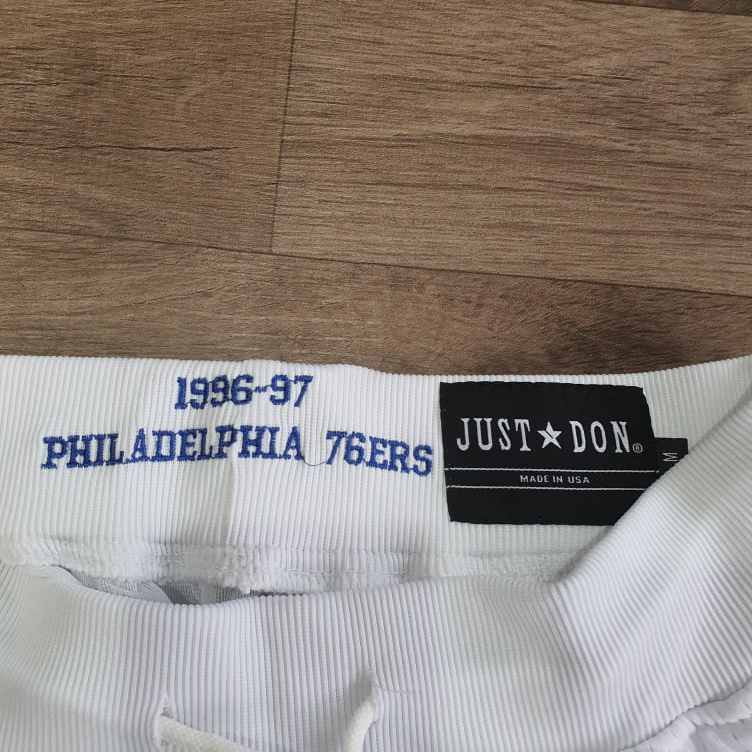 1996-97
PHILADELPHIA 76ERS
JUST★DON®
MADE IN USA
M